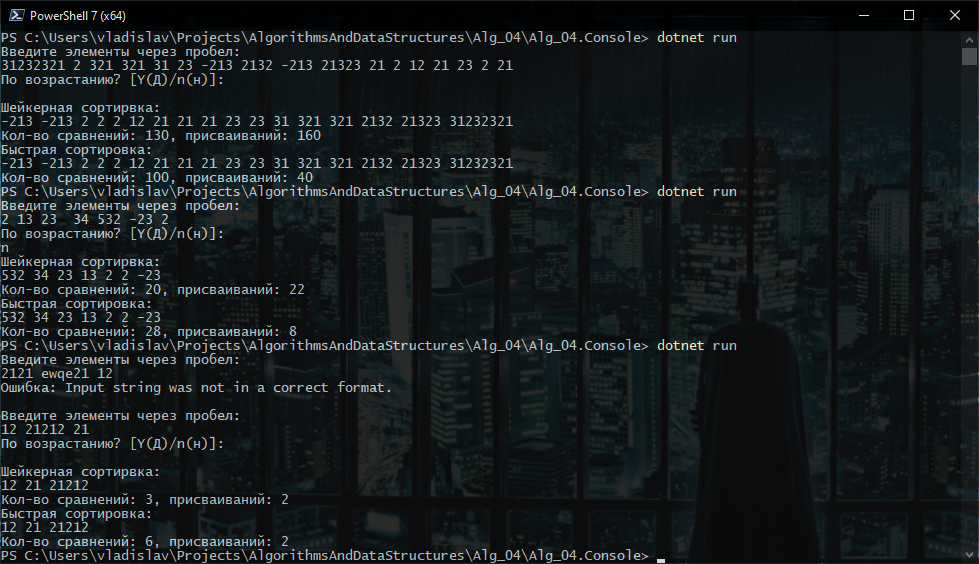 PowerShell 7 (x64)
PS C:\Users\vladislav\Projects\AlgorithmsAndDataStructures\Alg_04\Alg_04.Console> dotnet run
Введите элементы через пробел:
31232321 2 321 321 31 23 -213 2132 -213 21323 21 2 12 21 23 2 21
По возрастанию? [Y(Д)/n(н)]:

Шейкерная сортирвка:
-213 -213 2 2 2 12 21 21 21 23 23 31 321 321 2132 21323 31232321
Кол-во сравнений: 130, присваиваний: 160
Быстрая сортировка:
-213 -213 2 2 2 12 21 21 21 23 23 31 321 321 2132 21323 31232321
Кол-во сравнений: 100, присваиваний: 40
PS C:\Users\vladislav\Projects\AlgorithmsAndDataStructures\Alg_04\Alg_04.Console> dotnet run
Введите элементы через пробел:
2 13 23  34 532 -23 2
По возрастанию? [Y(Д)/n(н)]:
n
Шейкерная сортирвка:
532 34 23 13 2 2 -23
Кол-во сравнений: 20, присваиваний: 22
Быстрая сортировка:
532 34 23 13 2 2 -23
Кол-во сравнений: 28, присваиваний: 8
PS C:\Users\vladislav\Projects\AlgorithmsAndDataStructures\Alg_04\Alg_04.Console> dotnet run
Введите элементы через пробел:
2121 ewqe21 12
Ошибка: Input string was not in a correct format.

Введите элементы через пробел:
12 21212 21
По возрастанию? [Y(Д)/n(н)]:

Шейкерная сортирвка:
12 21 21212
Кол-во сравнений: 3, присваиваний: 2
Быстрая сортировка:
12 21 21212
Кол-во сравнений: 6, присваиваний: 2
PS C:\Users\vladislav\Projects\AlgorithmsAndDataStructures\Alg_04\Alg_04.Console>